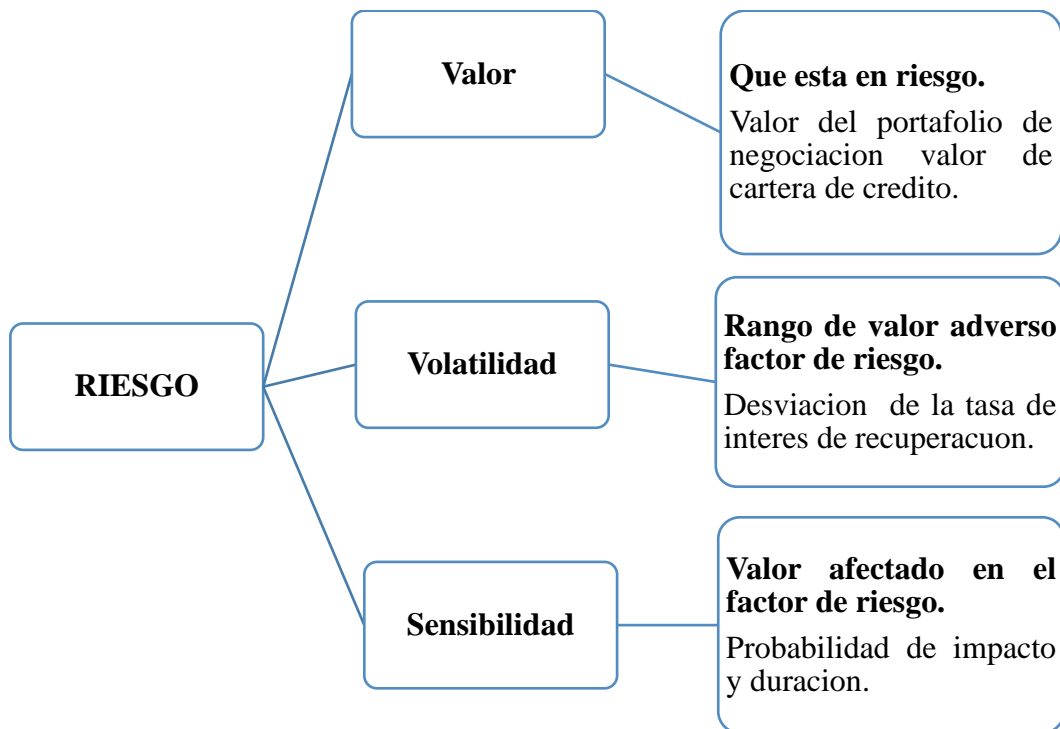 RIESGO
Valor
Que esta en riesgo.
Valor del portafolio de
negociacion valor de
cartera de credito.
Volatilidad
Rango de valor adverso
factor de riesgo.
Desviacion de la tasa de
interes de recuperacuon.
Sensibilidad
Valor afectado en el
factor de riesgo.
Probabilidad de impacto
y duracion.